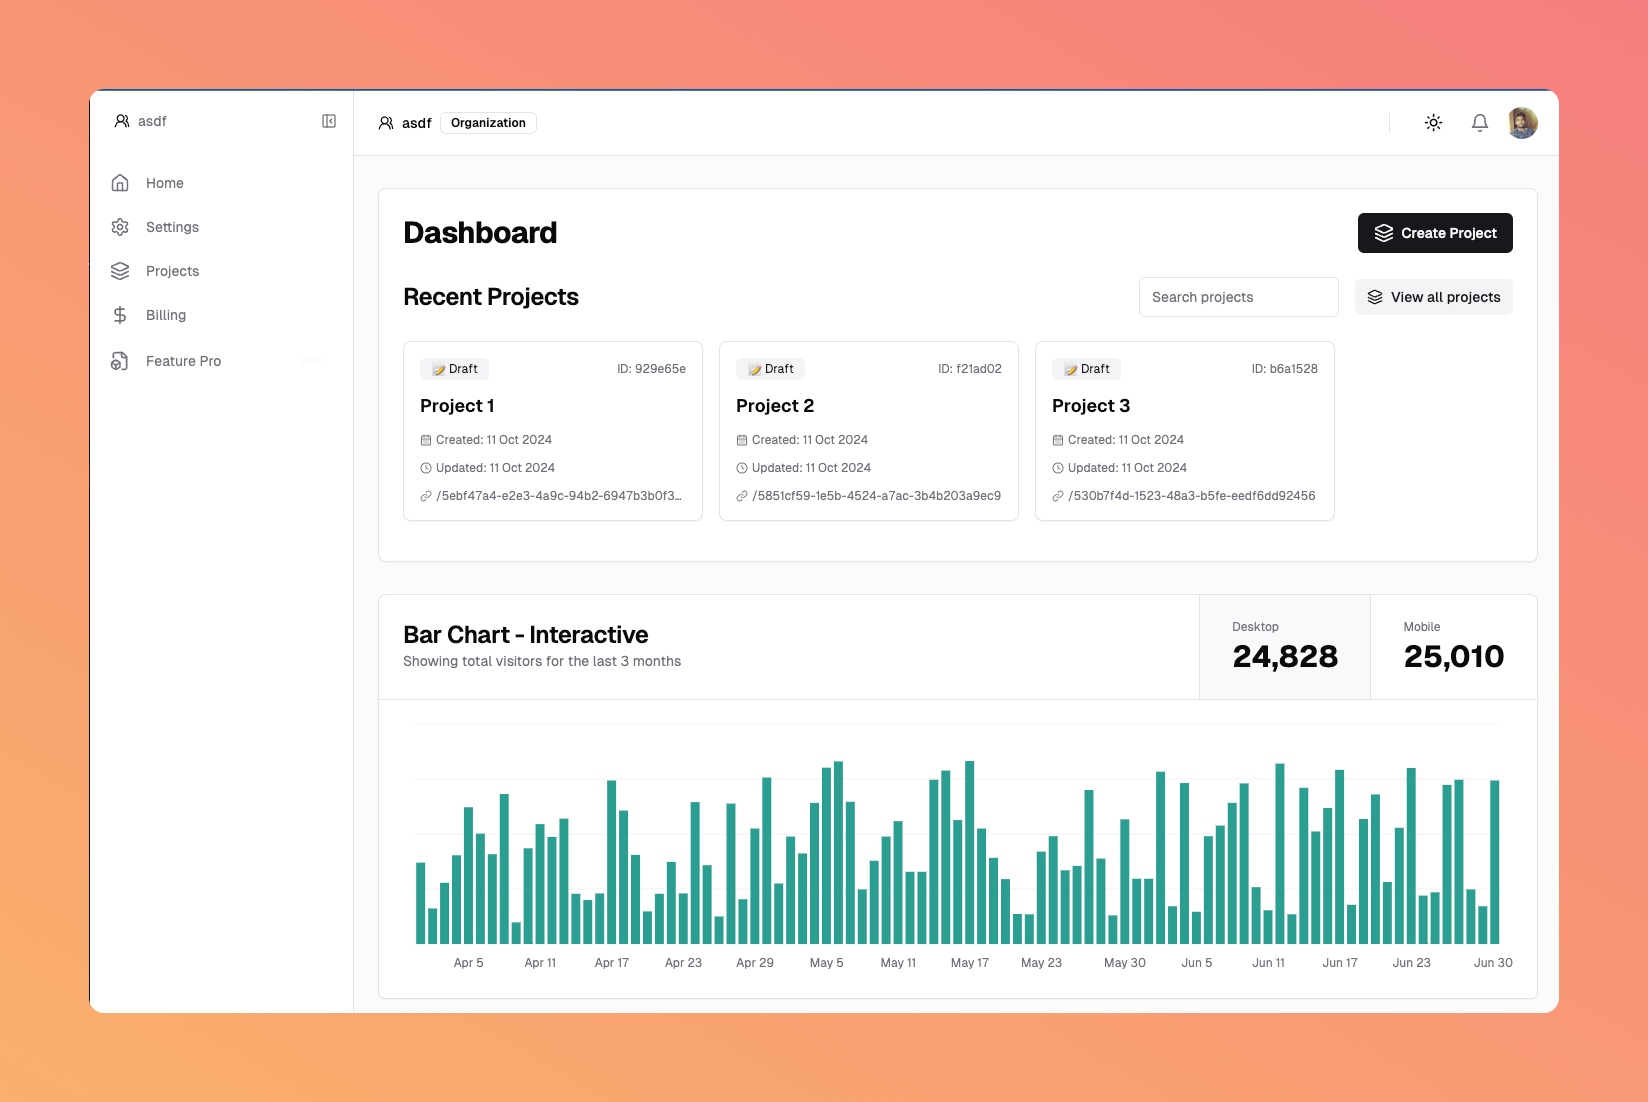 asdf
Home
Settings
Projects
Billing
Feature Pro
asdf Organization
Dashboard
Create Project
Recent Projects
Search projects
View all projects
Draft ID: 929e65e
Project 1
Created: 11 Oct 2024
Updated: 11 Oct 2024
/5ebf47a4-e2e3-4a9c-94b2-6947b3b0f3...
Draft ID: f21ad02
Project 2
Created: 11 Oct 2024
Updated: 11 Oct 2024
/5851cf59-1e5b-4524-a7ac-3b4b203a9ec9
Draft ID: b6a1528
Project 3
Created: 11 Oct 2024
Updated: 11 Oct 2024
/530b7f4d-1523-48a3-b5fe-eedf6dd92456
Bar Chart - Interactive
Showing total visitors for the last 3 months
Desktop
24,828
Mobile
25,010
Apr 5 Apr 11 Apr 17 Apr 23 Apr 29 May 5 May 11 May 17 May 23 May 30 Jun 5 Jun 11 Jun 17 Jun 23 Jun 30